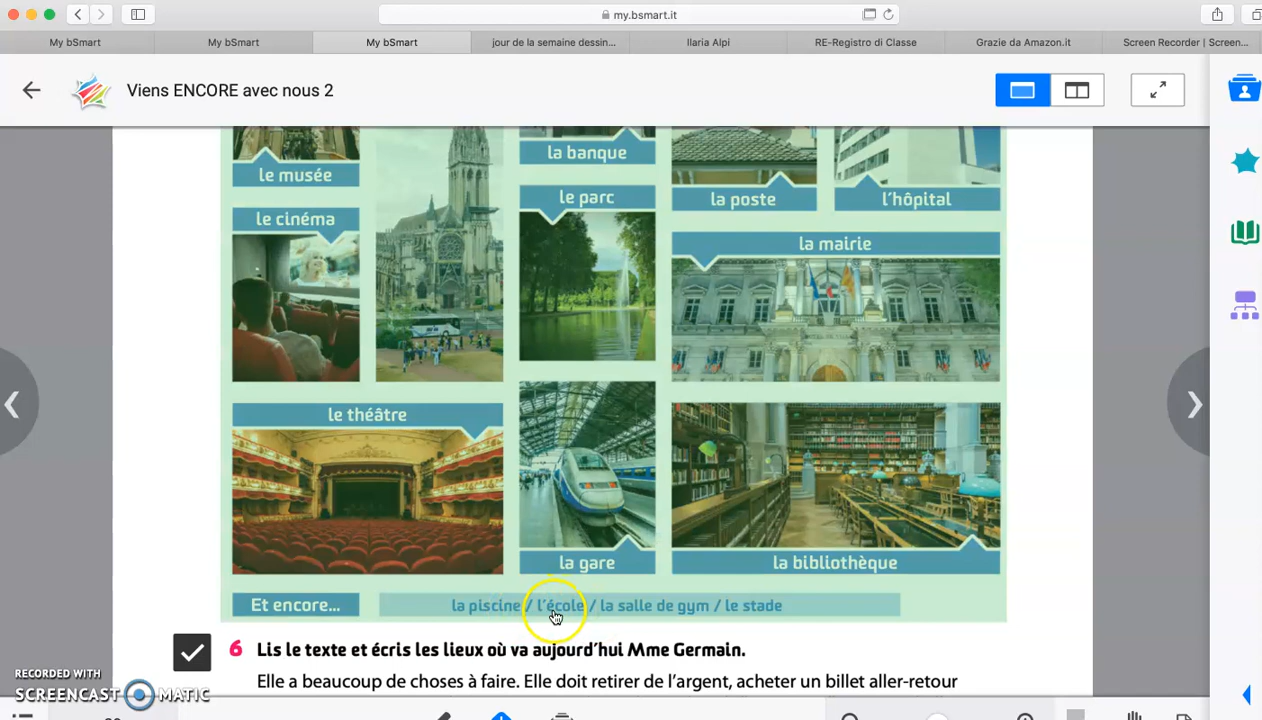 my.bsmart.it
My bSmart
My bSmart
My bSmart
jour de la semaine dessin...
Ilaria Alpi
RE-Registro di Classe
Grazie da Amazon.it
Screen Recorder | Screen...
Viens ENCORE avec nous 2
la banque
le musée
la poste
l'hôpital
le parc
le cinéma
la mairie
le théâtre
la gare
la bibliothèque
Et encore...
la piscine / l'école / la salle de gym / le stade
6 Lis le texte et écris les lieux où va aujourd'hui Mme Germain.
Elle a beaucoup de choses à faire. Elle doit retirer de l'argent, acheter un billet aller-retour
RECORDED WITH
SCREENCAST MATIC